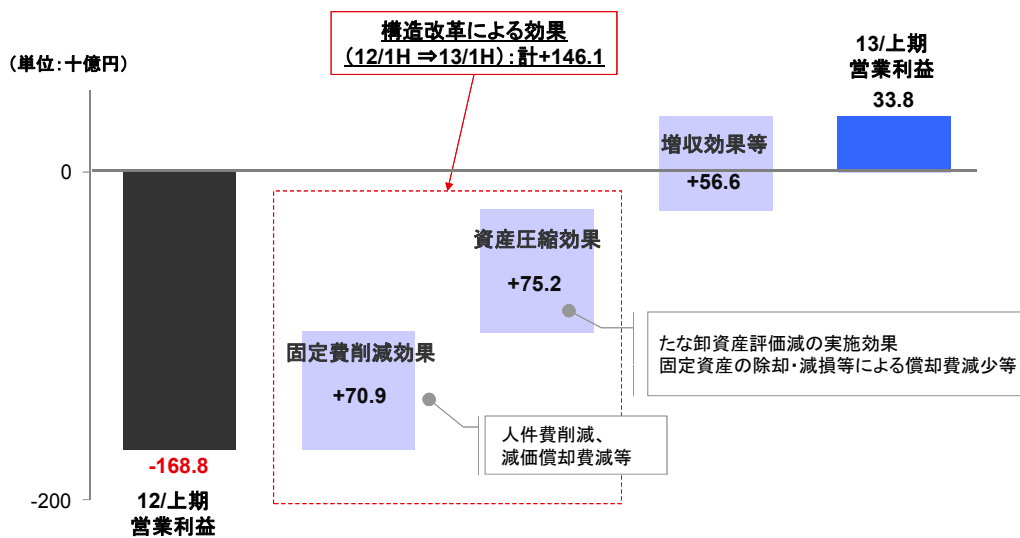 構造改革による効果
(12/1H ⇒13/1H):計+146.1
(単位:十億円)
13/上期
営業利益
33.8
増収効果等
+56.6
0
資産圧縮効果
+75.2
固定費削減効果
+70.9
たな卸資産評価減の実施効果
固定資産の除却・減損等による償却費減少等
人件費削減、
減価償却費減等
-168.8
-200
12/上期
営業利益